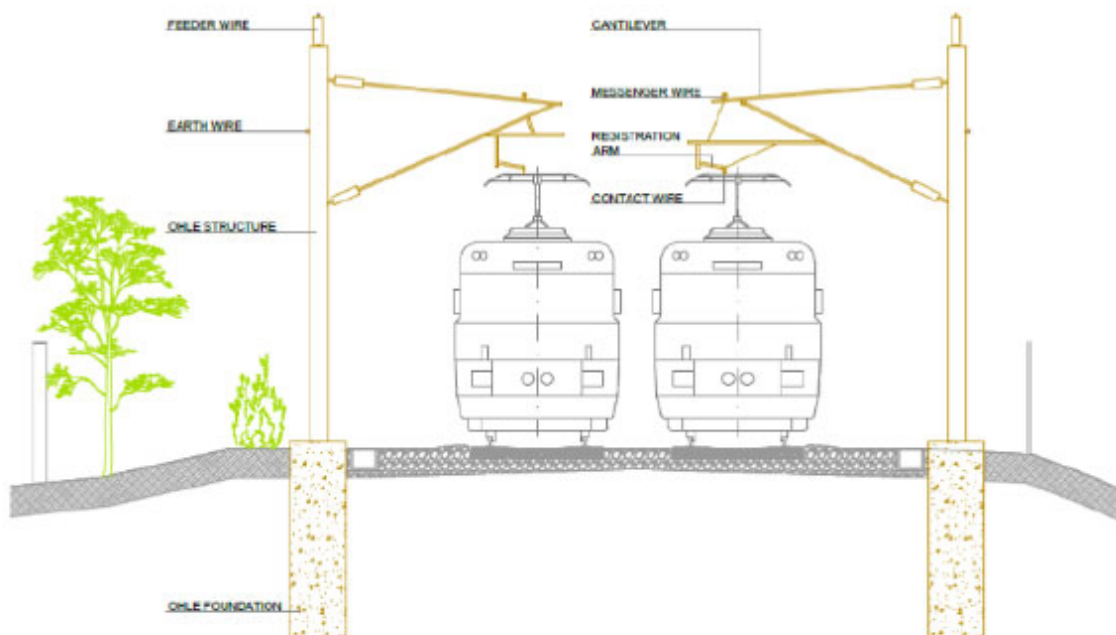 FEEDER WIRE
EARTH WIRE
OHLE STRUCTURE
OHLE FOUNDATION
CANTILEVER
MESSENGER WIRE
REGISTRATION
ARM
CONTACT WIRE